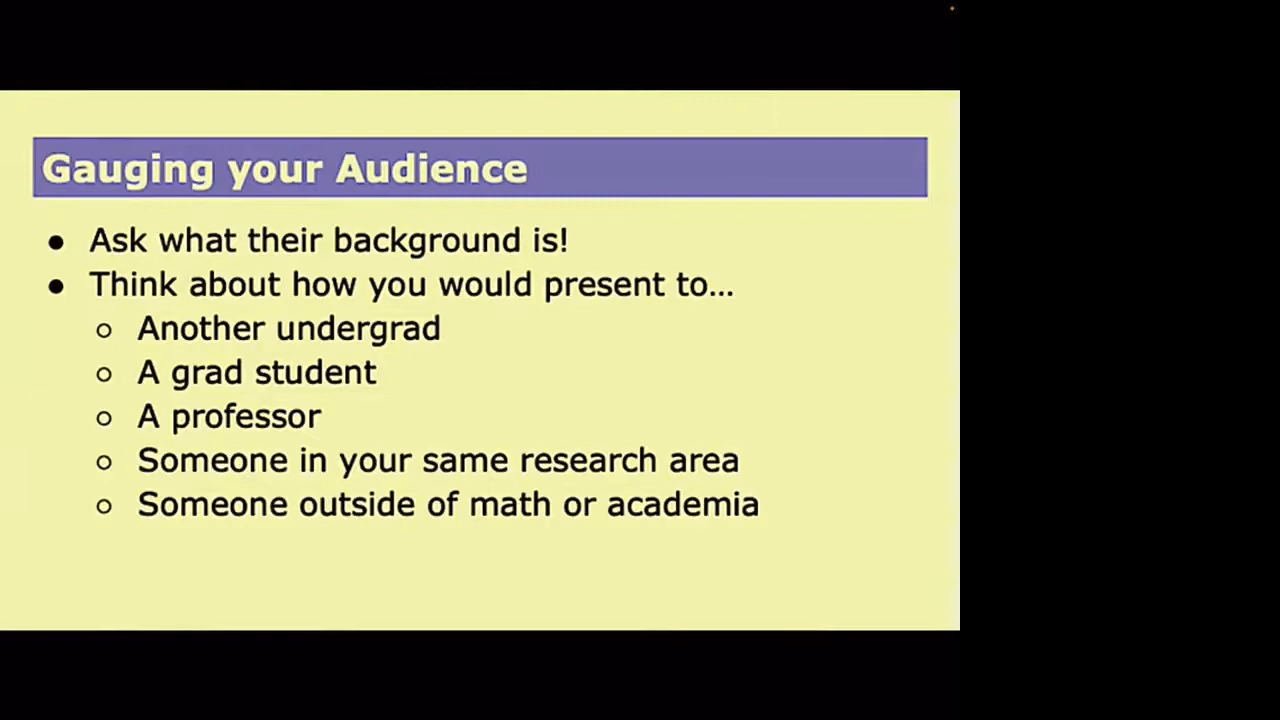 Gauging your Audience
● Ask what their background is!
● Think about how you would present to…
○ Another undergrad
○ A grad student
○ A professor
○ Someone in your same research area
○ Someone outside of math or academia